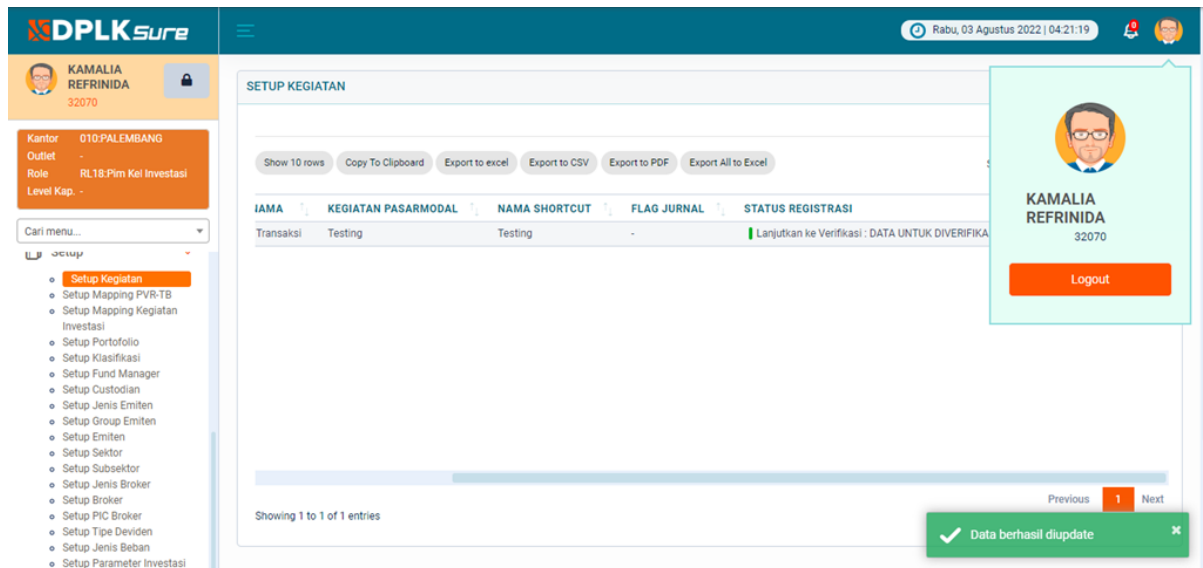 DPLKSure
Rabu, 03 Agustus 2022 | 04:21:19
0
KAMALIA
REFRINIDA
32070
Kantor 010:PALEMBANG
Outlet -
Role RL18:Pim Kel Investasi
Level Kap. -
Cari menu...
Setup
Setup Kegiatan
Setup Mapping PVR-TB
Setup Mapping Kegiatan
Investasi
Setup Portofolio
Setup Klasifikasi
Setup Fund Manager
Setup Custodian
Setup Jenis Emiten
Setup Group Emiten
Setup Emiten
Setup Sektor
Setup Subsektor
Setup Jenis Broker
Setup Broker
Setup PIC Broker
Setup Tipe Deviden
Setup Jenis Beban
Setup Parameter Investasi
SETUP KEGIATAN
Show 10 rows Copy To Clipboard Export to excel Export to CSV Export to PDF Export All to Excel
KEGIATAN PASARMODAL NAMA SHORTCUT FLAG JURNAL STATUS REGISTRASI
Transaksi Testing Testing - Lanjutkan ke Verifikasi : DATA UNTUK DIVERIFIKA
Previous 1 Next
Showing 1 to 1 of 1 entries
KAMALIA
REFRINIDA
32070
Logout
Data berhasil diupdate ×